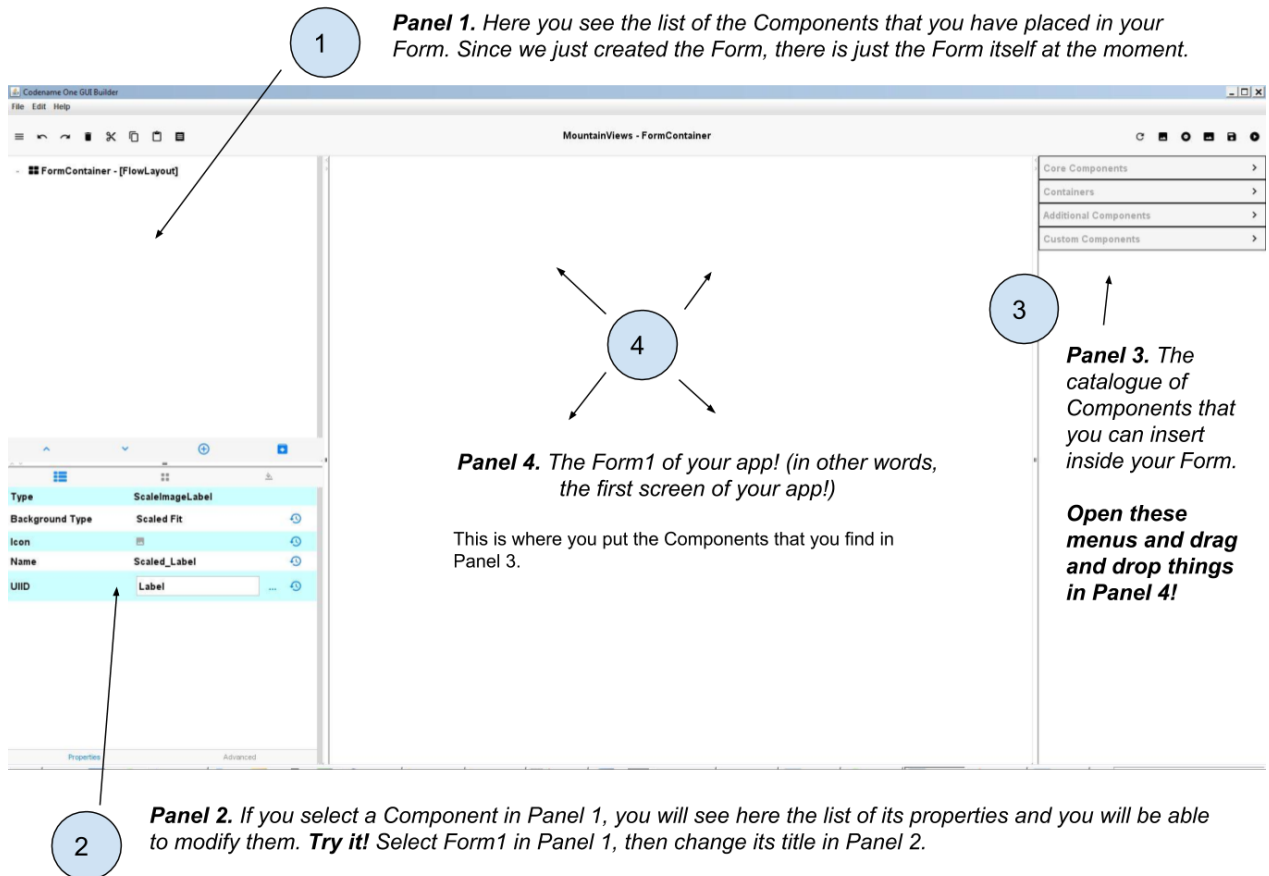 1
Panel 1. Here you see the list of the Components that you have placed in your
Form. Since we just created the Form, there is just the Form itself at the moment.
Codename One GUI Builder
File Edit Help
MountainViews - FormContainer
FormContainer - [FlowLayout]
Core Components
Containers
Additional Components
Custom Components
3
4
Panel 3. The
catalogue of
Components that
you can insert
inside your Form.
Open these
menus and drag
and drop things
in Panel 4!
Panel 4. The Form1 of your app! (in other words,
the first screen of your app!)
This is where you put the Components that you find in
Panel 3.
Type ScaleImageLabel
Background Type Scaled Fit
Icon
Name Scaled_Label
UIID Label ...
Properties Advanced
2
Panel 2. If you select a Component in Panel 1, you will see here the list of its properties and you will be able
to modify them. Try it! Select Form1 in Panel 1, then change its title in Panel 2.